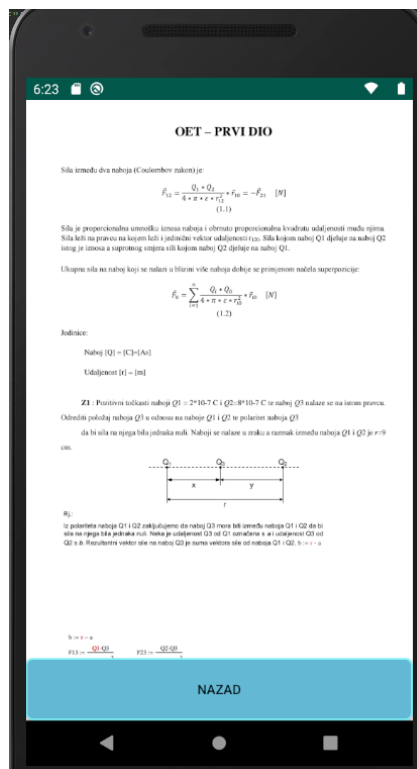 6:23
OET – PRVI DIO
Sila između dva naboja (Coulombov zakon) je:
F⃗₁₂ = (Q₁ * Q₂) / (4 * π * ε * r₁₂²) * r⃗₁₀ = −F⃗₂₁ [N]
(1.1)
Sila je proporcionalna umnošku iznosa naboja i obrnuto proporcionalna kvadratu udaljenosti među njima.
Sila leži na pravcu na kojem leži i jedinični vektor udaljenosti r₁₂₀. Sila kojom naboj Q1 djeluje na naboj Q2
istog je iznosa a suprotnog smjera sili kojom naboj Q2 djeluje na naboj Q1.
Ukupna sila na naboj koji se nalazi u blizini više naboja dobije se primjenom načela superpozicije:
[N]
(1.2)
Jedinice:
Naboj [Q] = [C]=[As]
Udaljenost [r] = [m]
Z1 : Pozitivni točkasti naboji Q1 = 2*10-7 C i Q2=8*10-7 C te naboj Q3 nalaze se na istom pravcu.
Odrediti položaj naboja Q3 u odnosu na naboje Q1 i Q2 te polaritet naboja Q3
da bi sila na njega bila jednaka nuli. Naboji se nalaze u zraku a razmak između naboja Q1 i Q2 je r=9
cm.
Q₁ Q₃ Q₂
x y
r
Rj.:
Iz polariteta naboja Q1 i Q2 zaključujemo da naboj Q3 mora biti između naboja Q1 i Q2 da bi
sila na njega bila jednaka nuli. Neka je udaljenost Q3 od Q1 označena s a i udaljenost Q3 od
Q2 s b. Rezultantni vektor sile na naboj Q3 je suma vektora sile od naboja Q1 i Q2. b := r - a
b := r - a
F13 := Q1·Q3 F23 := Q2·Q3
NAZAD